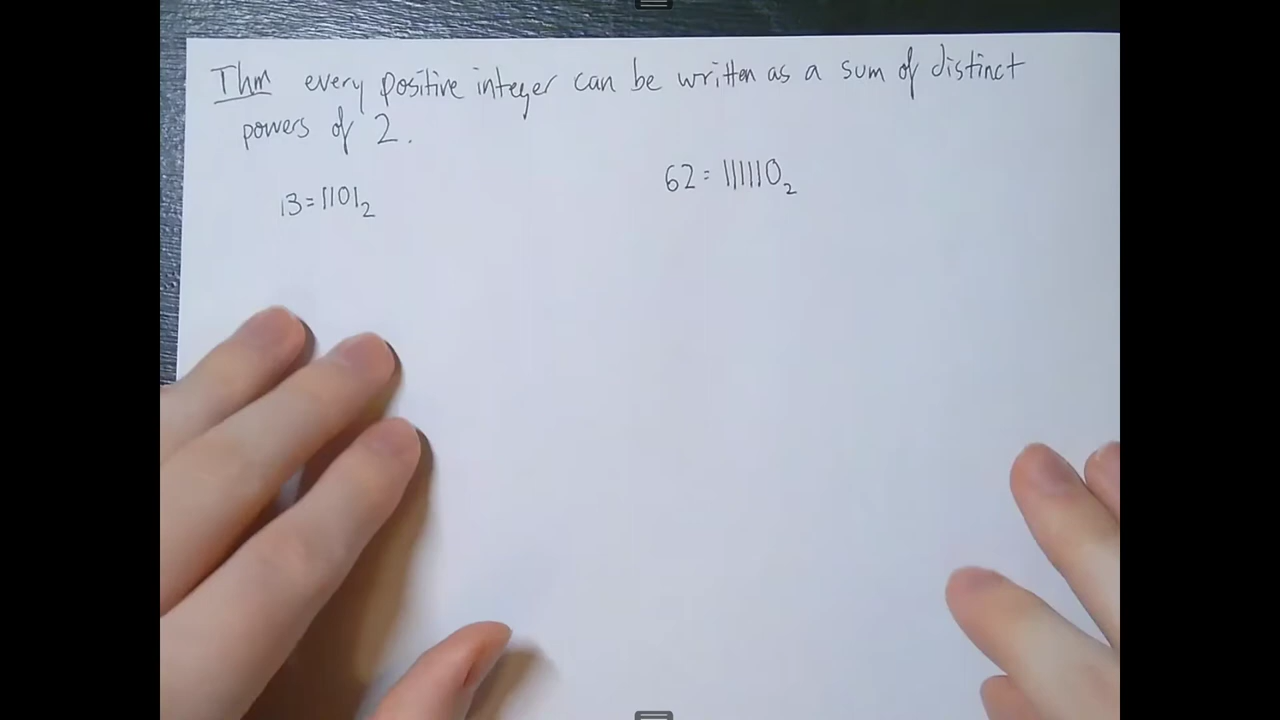 Thm every positive integer can be written as a sum of distinct
powers of 2.
13 = 1101₂
62 = 111110₂